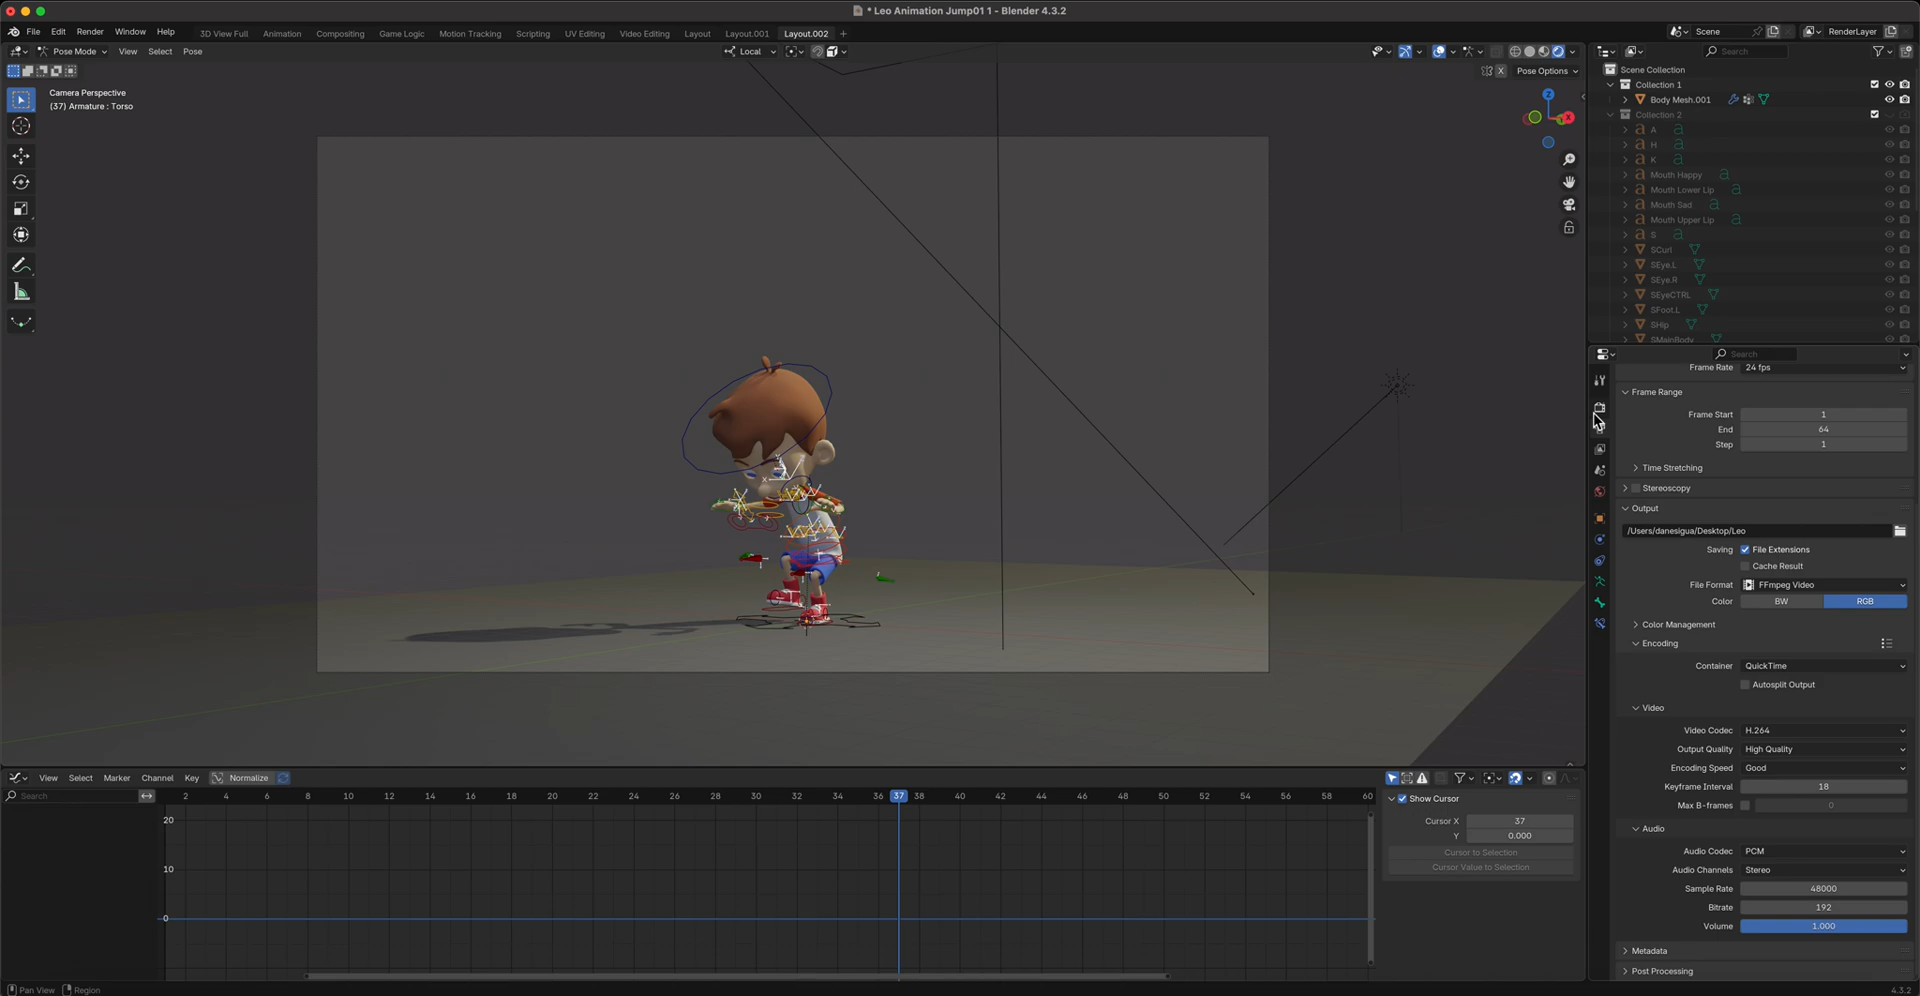 * Leo Animation Jump01 1 - Blender 4.3.2
File Edit Render Window Help 3D View Full Animation Compositing Game Logic Motion Tracking Scripting UV Editing Video Editing Layout Layout.001 Layout.002 + Scene RenderLayer
Pose Mode View Select Pose Local Search
X Pose Options
Camera Perspective
(37) Armature : Torso
Z
X
Scene Collection
Collection 1
Body Mesh.001
Collection 2
A
H
K
Mouth Happy
Mouth Lower Lip
Mouth Sad
Mouth Upper Lip
S
SCurl
SEye.L
SEye.R
SEyeCTRL
SFoot.L
SHip
SMainBody
Search
Frame Rate 24 fps
Frame Range
Frame Start 1
End 64
Step 1
Time Stretching
Stereoscopy
Output
/Users/danesigua/Desktop/Leo
Saving File Extensions
Cache Result
File Format FFmpeg Video
Color BW RGB
Color Management
Encoding
Container QuickTime
Autosplit Output
Video
Video Codec H.264
Output Quality High Quality
Encoding Speed Good
Keyframe Interval 18
Max B-frames 0
Audio
Audio Codec PCM
Audio Channels Stereo
Sample Rate 48000
Bitrate 192
Volume 1.000
Metadata
Post Processing
View Select Marker Channel Key Normalize
Search
2 4 6 8 10 12 14 16 18 20 22 24 26 28 30 32 34 36 37 38 40 42 44 46 48 50 52 54 56 58 60
20
10
0
Show Cursor
Cursor X 37
Y 0.000
Cursor to Selection
Cursor Value to Selection
Pan View Region
4.3.2